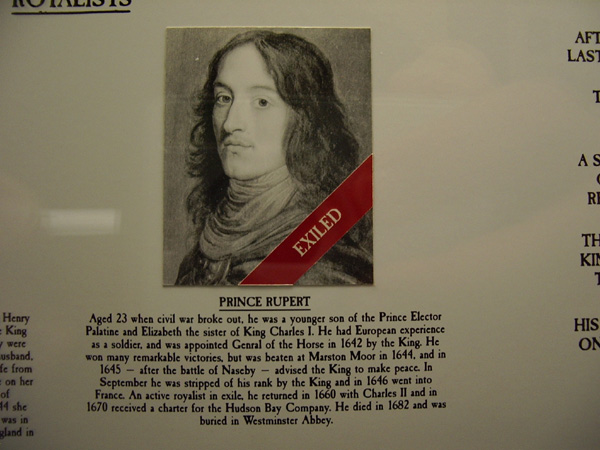 ROYALISTS
EXILED
PRINCE RUPERT
Aged 23 when civil war broke out, he was a younger son of the Prince Elector
Palatine and Elizabeth the sister of King Charles I. He had European experience
as a soldier, and was appointed Genral of the Horse in 1642 by the King. He
won many remarkable victories, but was beaten at Marston Moor in 1644, and in
1645 — after the battle of Naseby — advised the King to make peace. In
September he was stripped of his rank by the King and in 1646 went into
France. An active royalist in exile, he returned in 1660 with Charles II and in
1670 received a charter for the Hudson Bay Company. He died in 1682 and was
buried in Westminster Abbey.
Henry
King
were
fe from
on her
of
44 she
was in
gland in
AFT
LAST
T
A S
RE
TH
KIN
T
HIS
ON